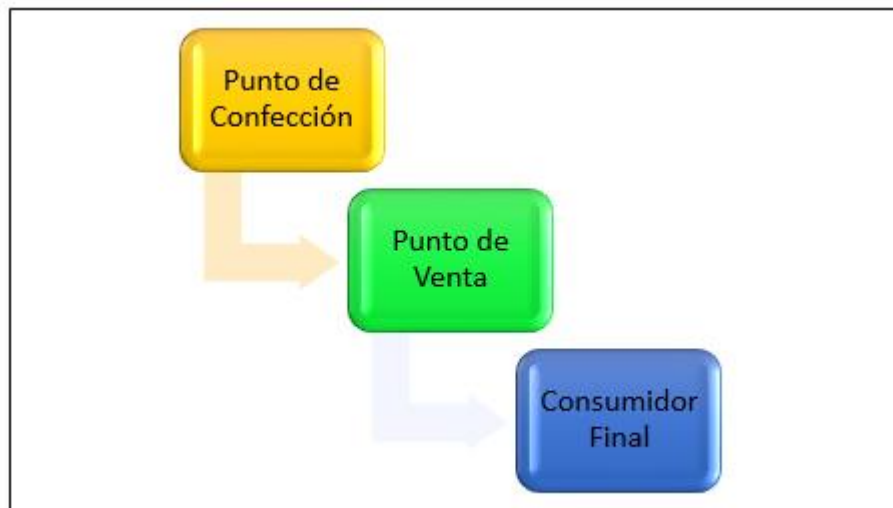 Punto de
Confección
Punto de
Venta
Consumidor
Final